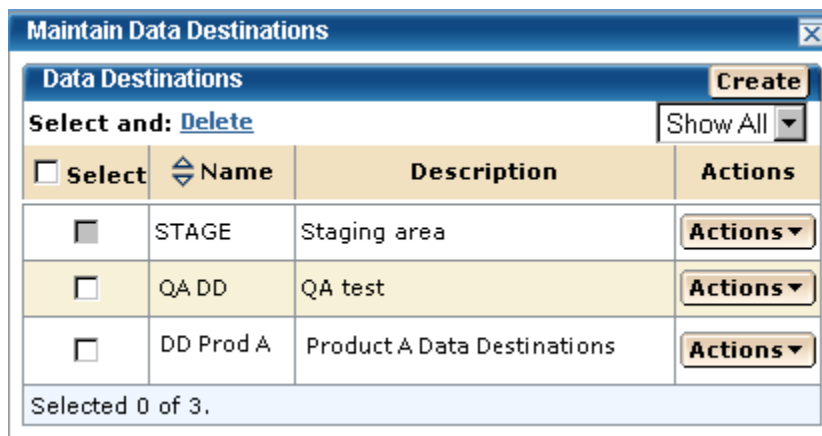 Maintain Data Destinations
Data Destinations Create
Select and: Delete Show All
Select Name Description Actions
STAGE Staging area Actions
QA DD QA test Actions
DD Prod A Product A Data Destinations Actions
Selected 0 of 3.